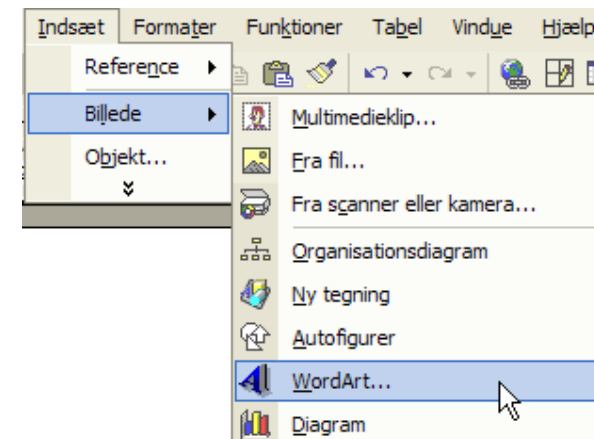 Indsæt Formater Funktioner Tabel Vindue Hjælp
Reference
Billede
Objekt...
Multimedieklip...
Fra fil...
Fra scanner eller kamera...
Organisationsdiagram
Ny tegning
Autofigurer
WordArt...
Diagram